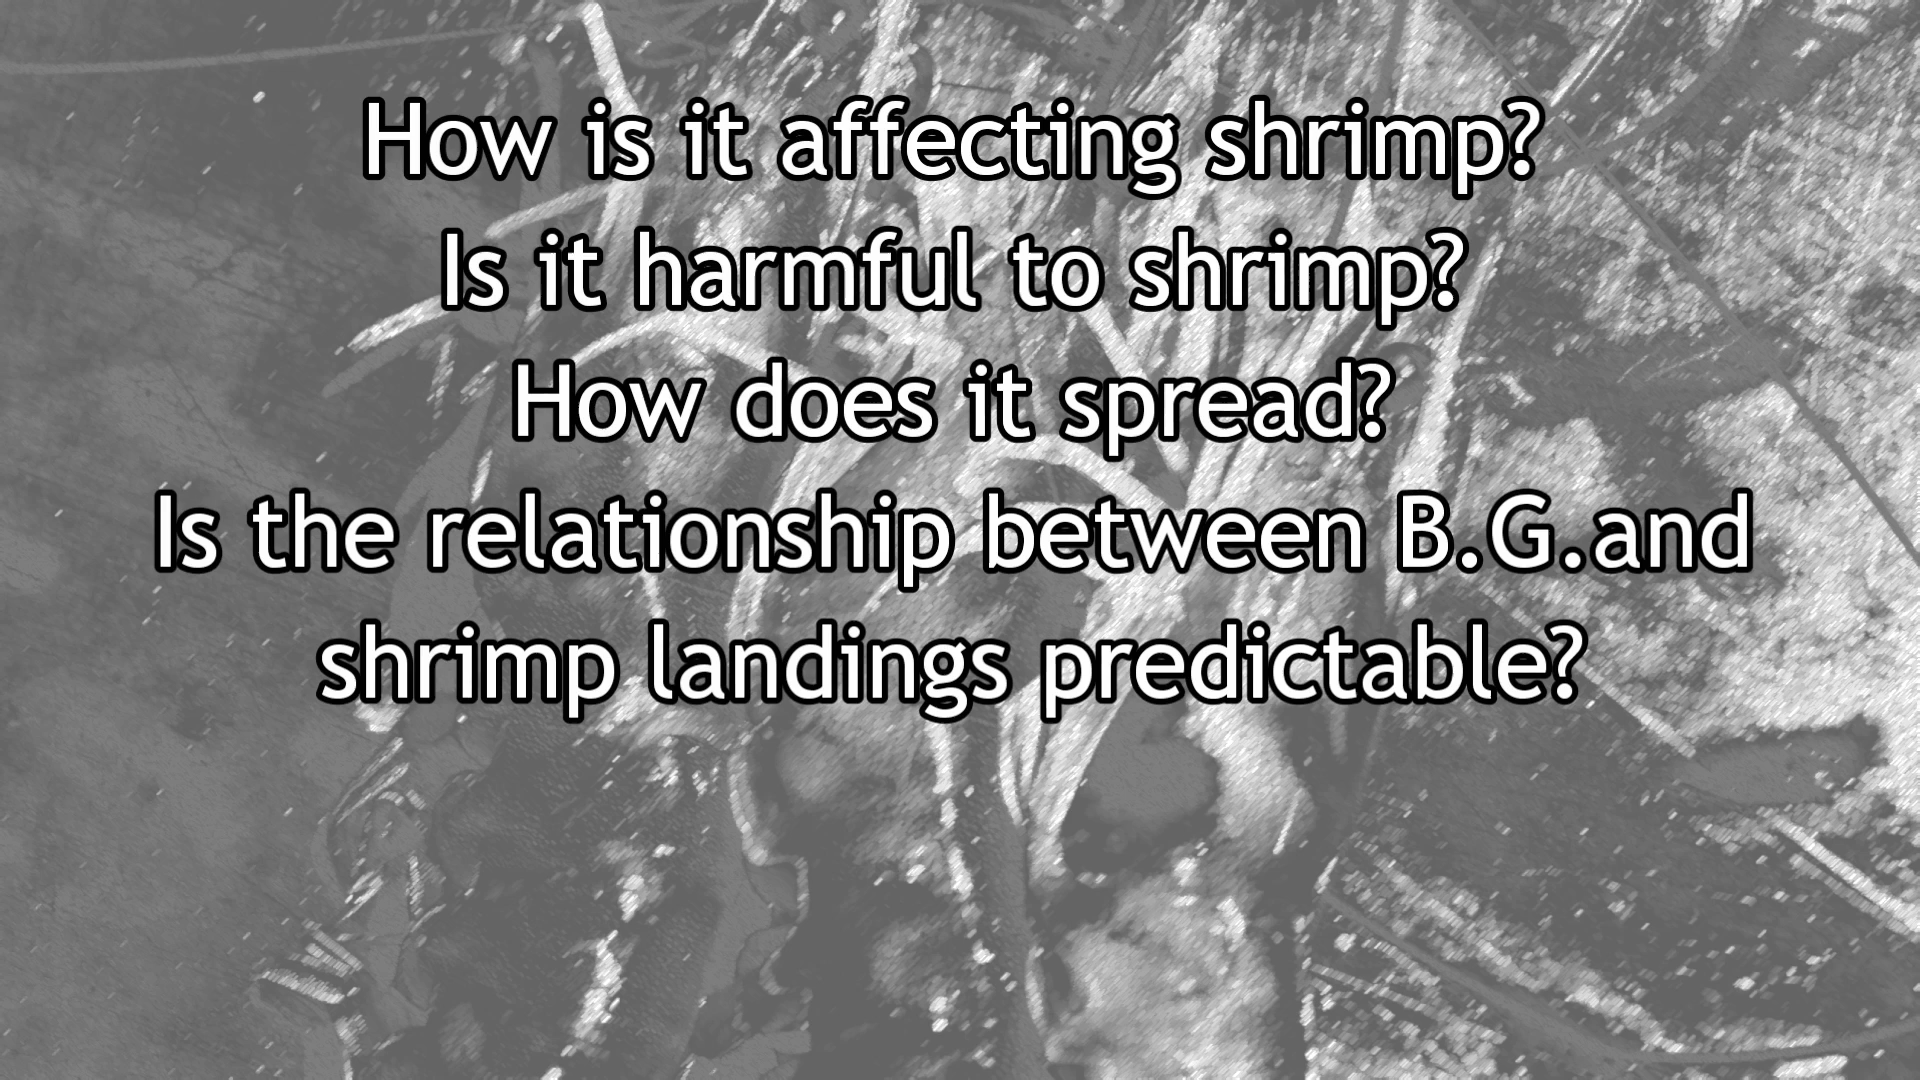 How is it affecting shrimp?
Is it harmful to shrimp?
How does it spread?
Is the relationship between B.G.and
shrimp landings predictable?